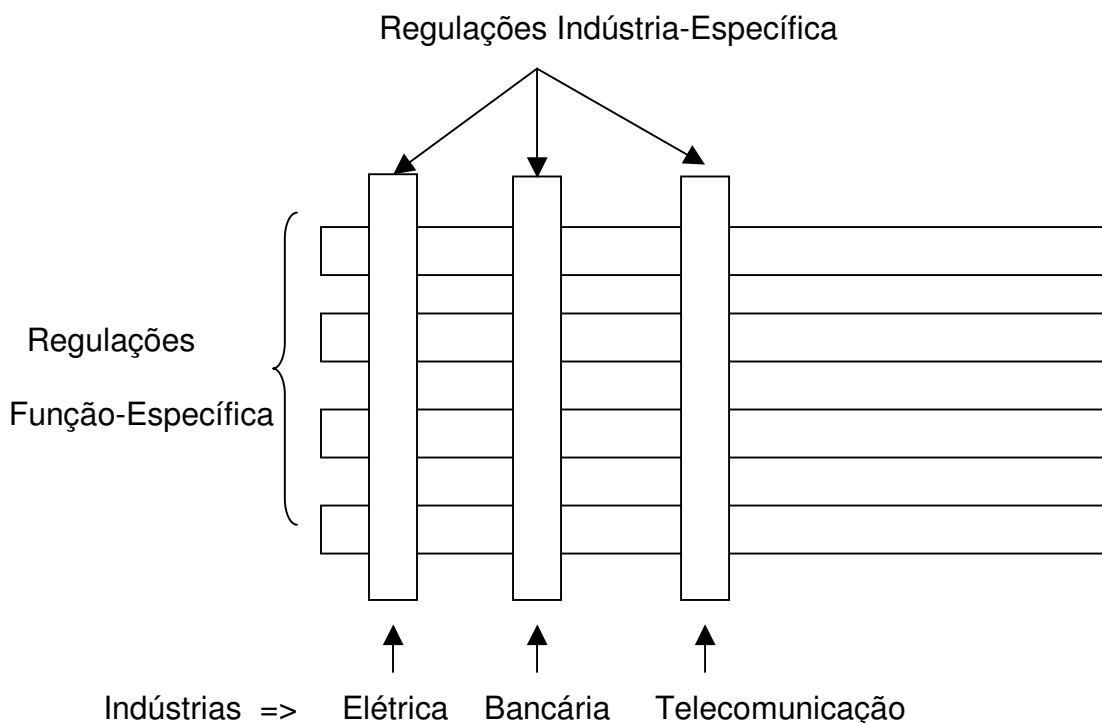 Regulações Indústria-Específica
Regulações
Função-Específica
Indústrias => Elétrica Bancária Telecomunicação